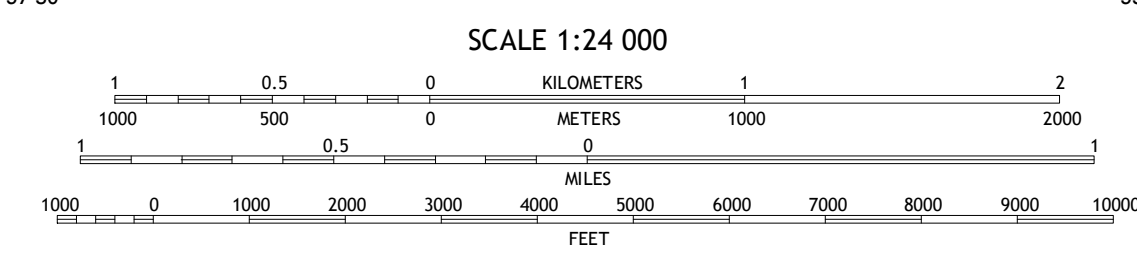 SCALE 1:24 000
1 0.5 0 KILOMETERS 1 2
1000 500 0 METERS 1000 2000
1 0.5 0 1
MILES
1000 0 1000 2000 3000 4000 5000 6000 7000 8000 9000 10000
FEET